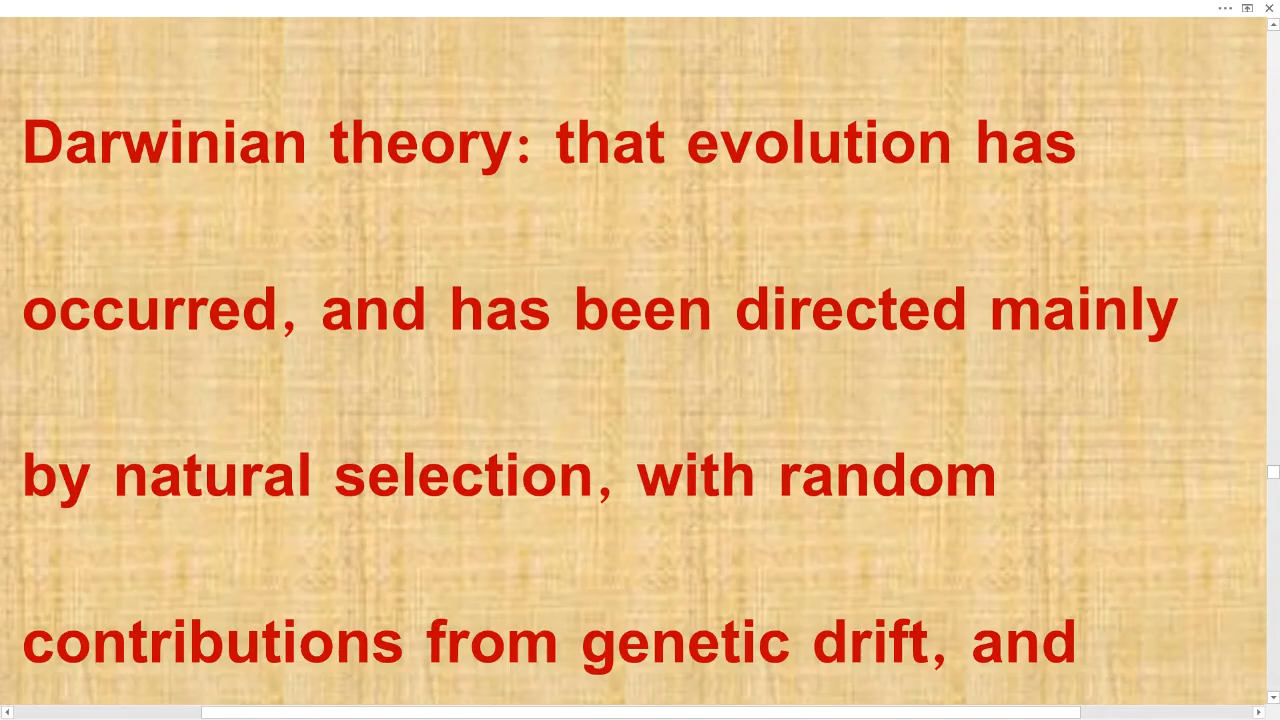 Darwinian theory: that evolution has
occurred, and has been directed mainly
by natural selection, with random
contributions from genetic drift, and